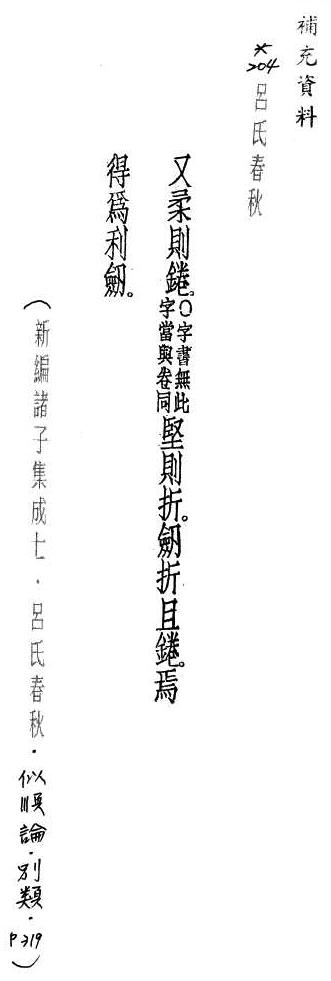 補充資料
*204 呂氏春秋
又柔則錈。○字書無此字當與卷同堅則折。劒折且錈。焉
得爲利劒。
(新編諸子集成七.呂氏春秋.似順論.別類.P319)